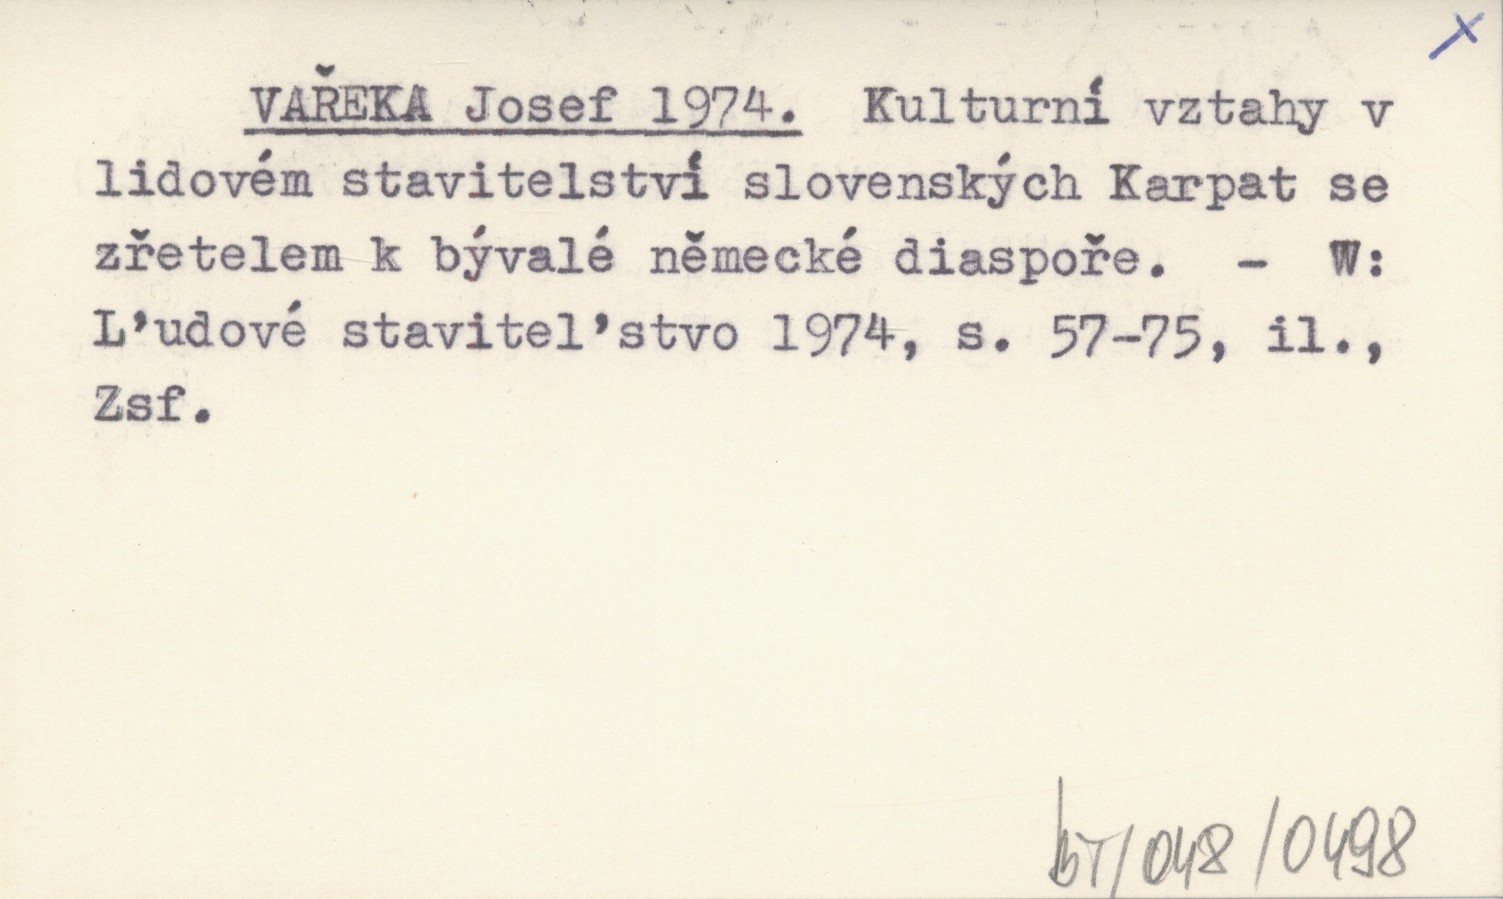 x
VAŘEKA Josef 1974. Kulturní vztahy v
lidovém stavitelství slovenských Karpat se
zřetelem k bývalé německé diaspoře. - W:
L'udové stavitel'stvo 1974, s. 57-75, il.,
Zsf.
bT/048/0498